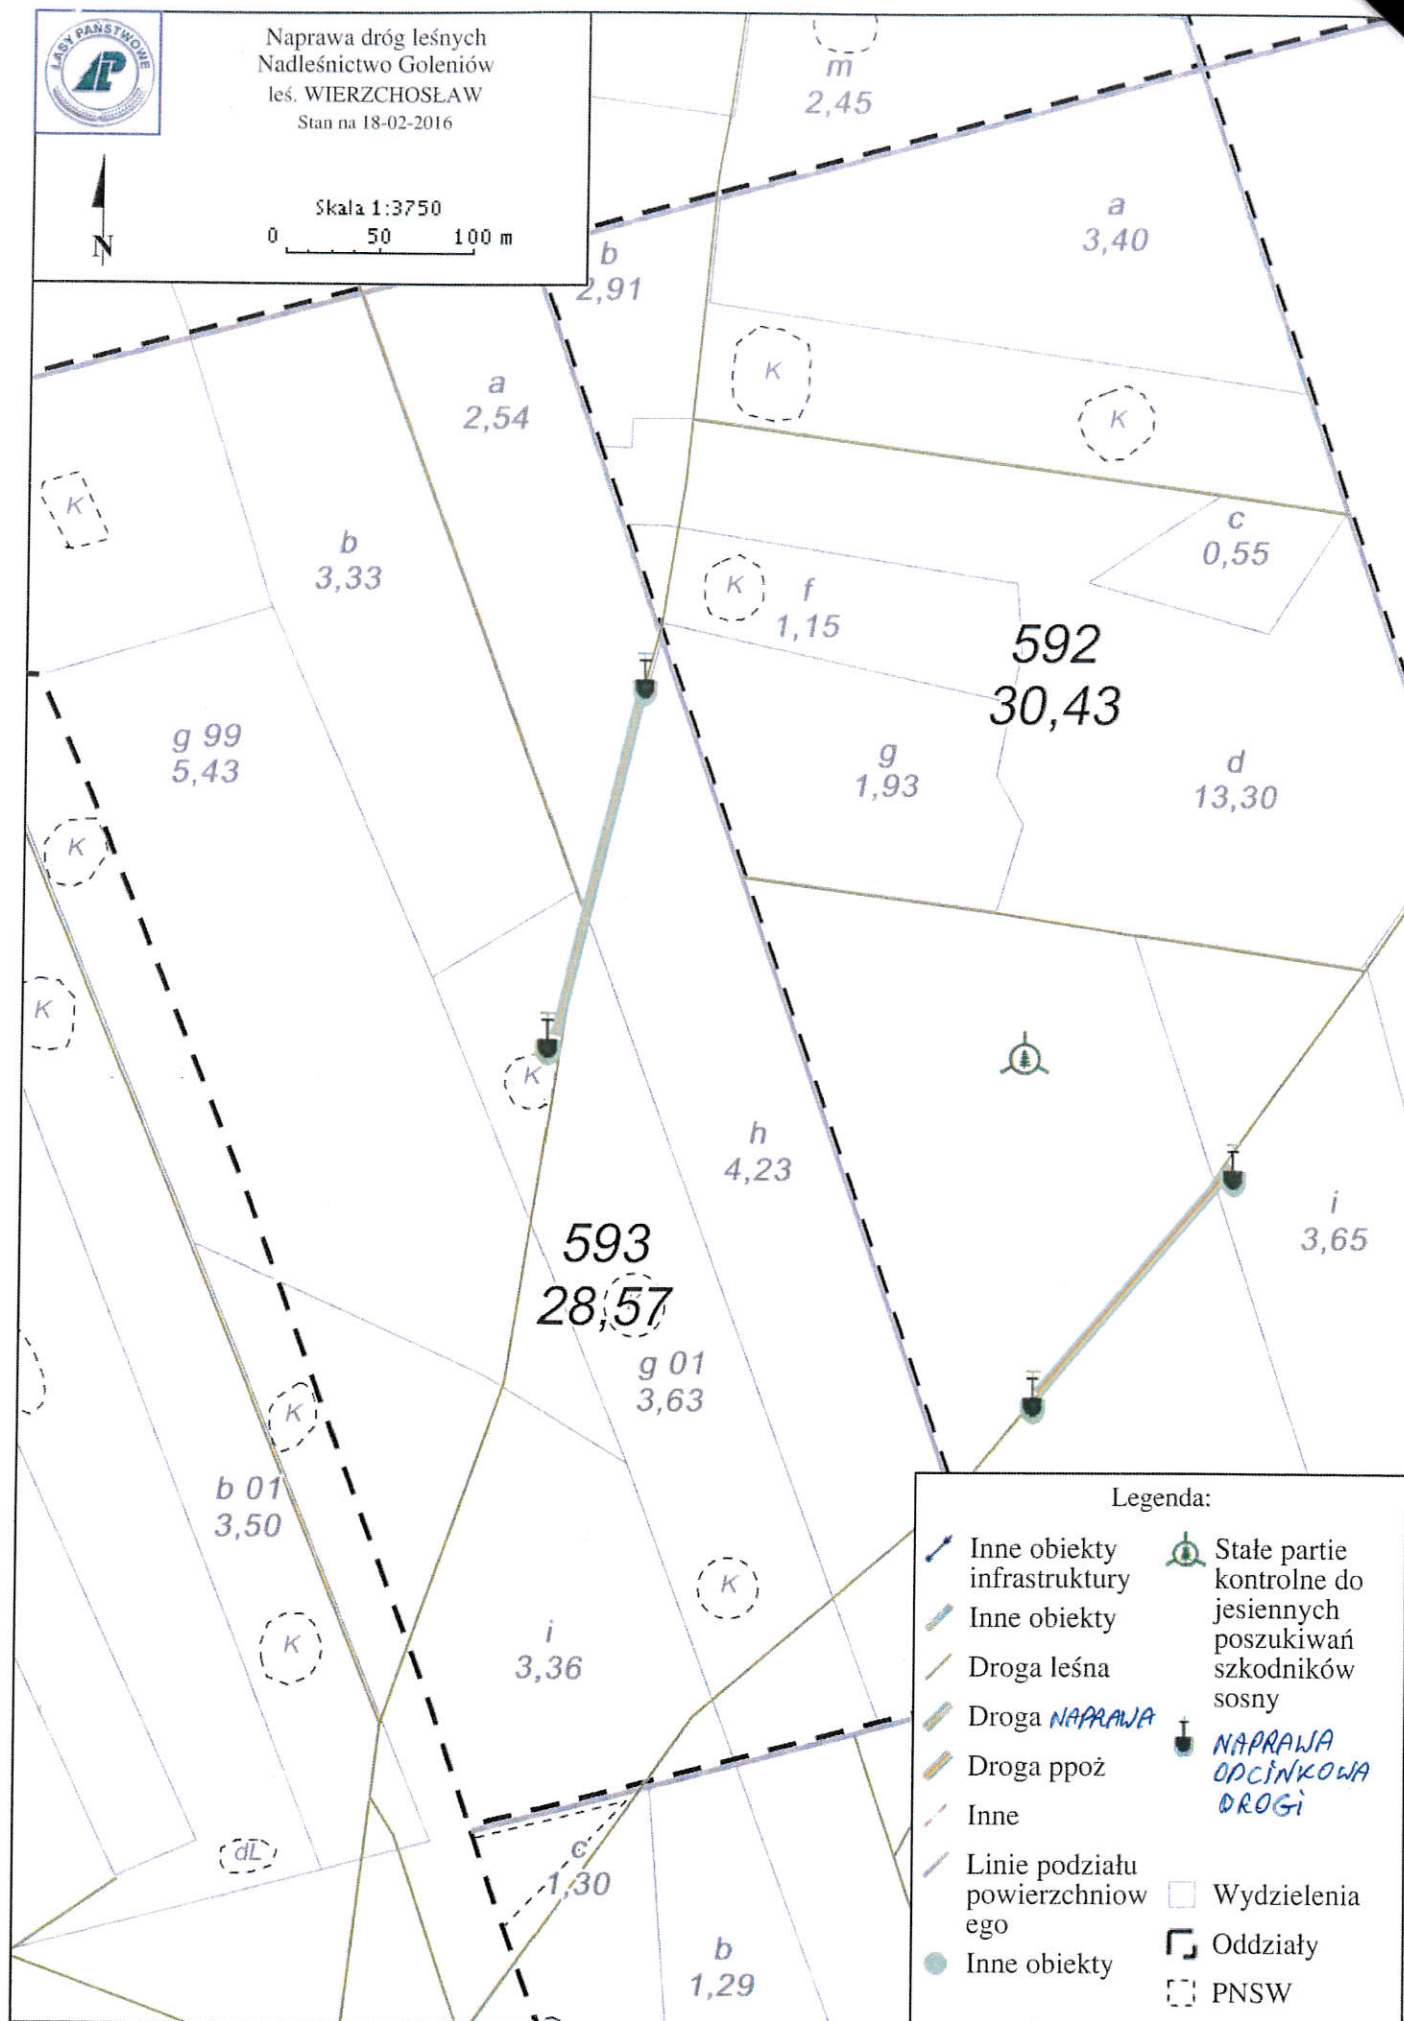 LASY PAŃSTWOWE
Naprawa dróg leśnych
Nadleśnictwo Goleniów
leś. WIERZCHOSŁAW
Stan na 18-02-2016
N
Skala 1:3750
0 50 100 m
m
2,45
a
3,40
b
2,91
K
K
a
2,54
K
b
3,33
c
0,55
K
f
1,15
592
30,43
g 99
5,43
g
1,93
d
13,30
K
K
K
h
4,23
i
3,65
593
28,57
g 01
3,63
K
b 01
3,50
K
K
i
3,36
dL
c
1,30
b
1,29
Legenda:
Inne obiekty
infrastruktury
Inne obiekty
Droga leśna
Droga NAPRAWA
Droga ppoż
Inne
Linie podziału
powierzchniow
ego
Inne obiekty
Stałe partie
kontrolne do
jesiennych
poszukiwań
szkodników
sosny
NAPRAWA
ODCINKOWA
DROGI
Wydzielenia
Oddziały
PNSW